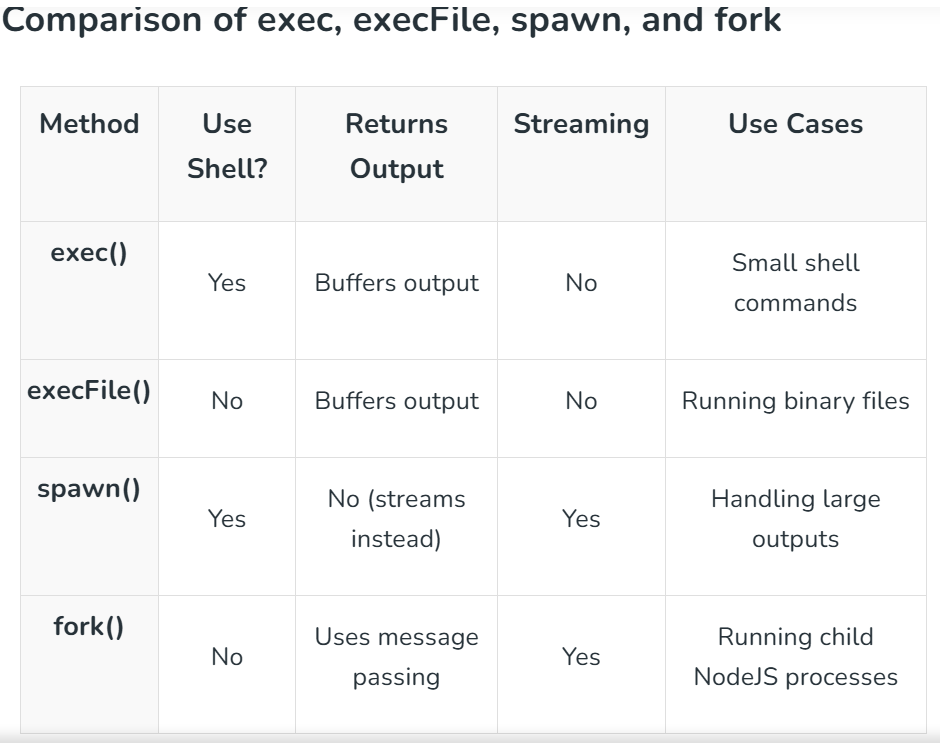 Comparison of exec, execFile, spawn, and fork
Method Use Returns Streaming Use Cases
Shell? Output
exec() Yes Buffers output No Small shell
commands
execFile() No Buffers output No Running binary files
spawn() Yes No (streams Yes Handling large
instead) outputs
fork() No Uses message Yes Running child
passing NodeJS processes